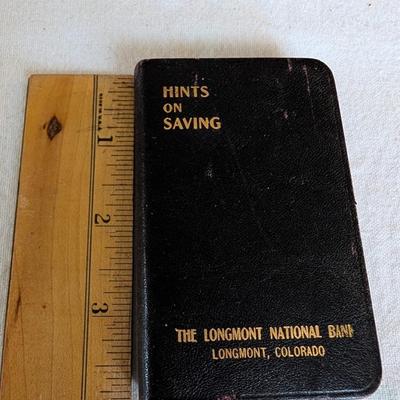 HINTS
ON
SAVING
THE LONGMONT NATIONAL BANK
LONGMONT, COLORADO
1
2
3